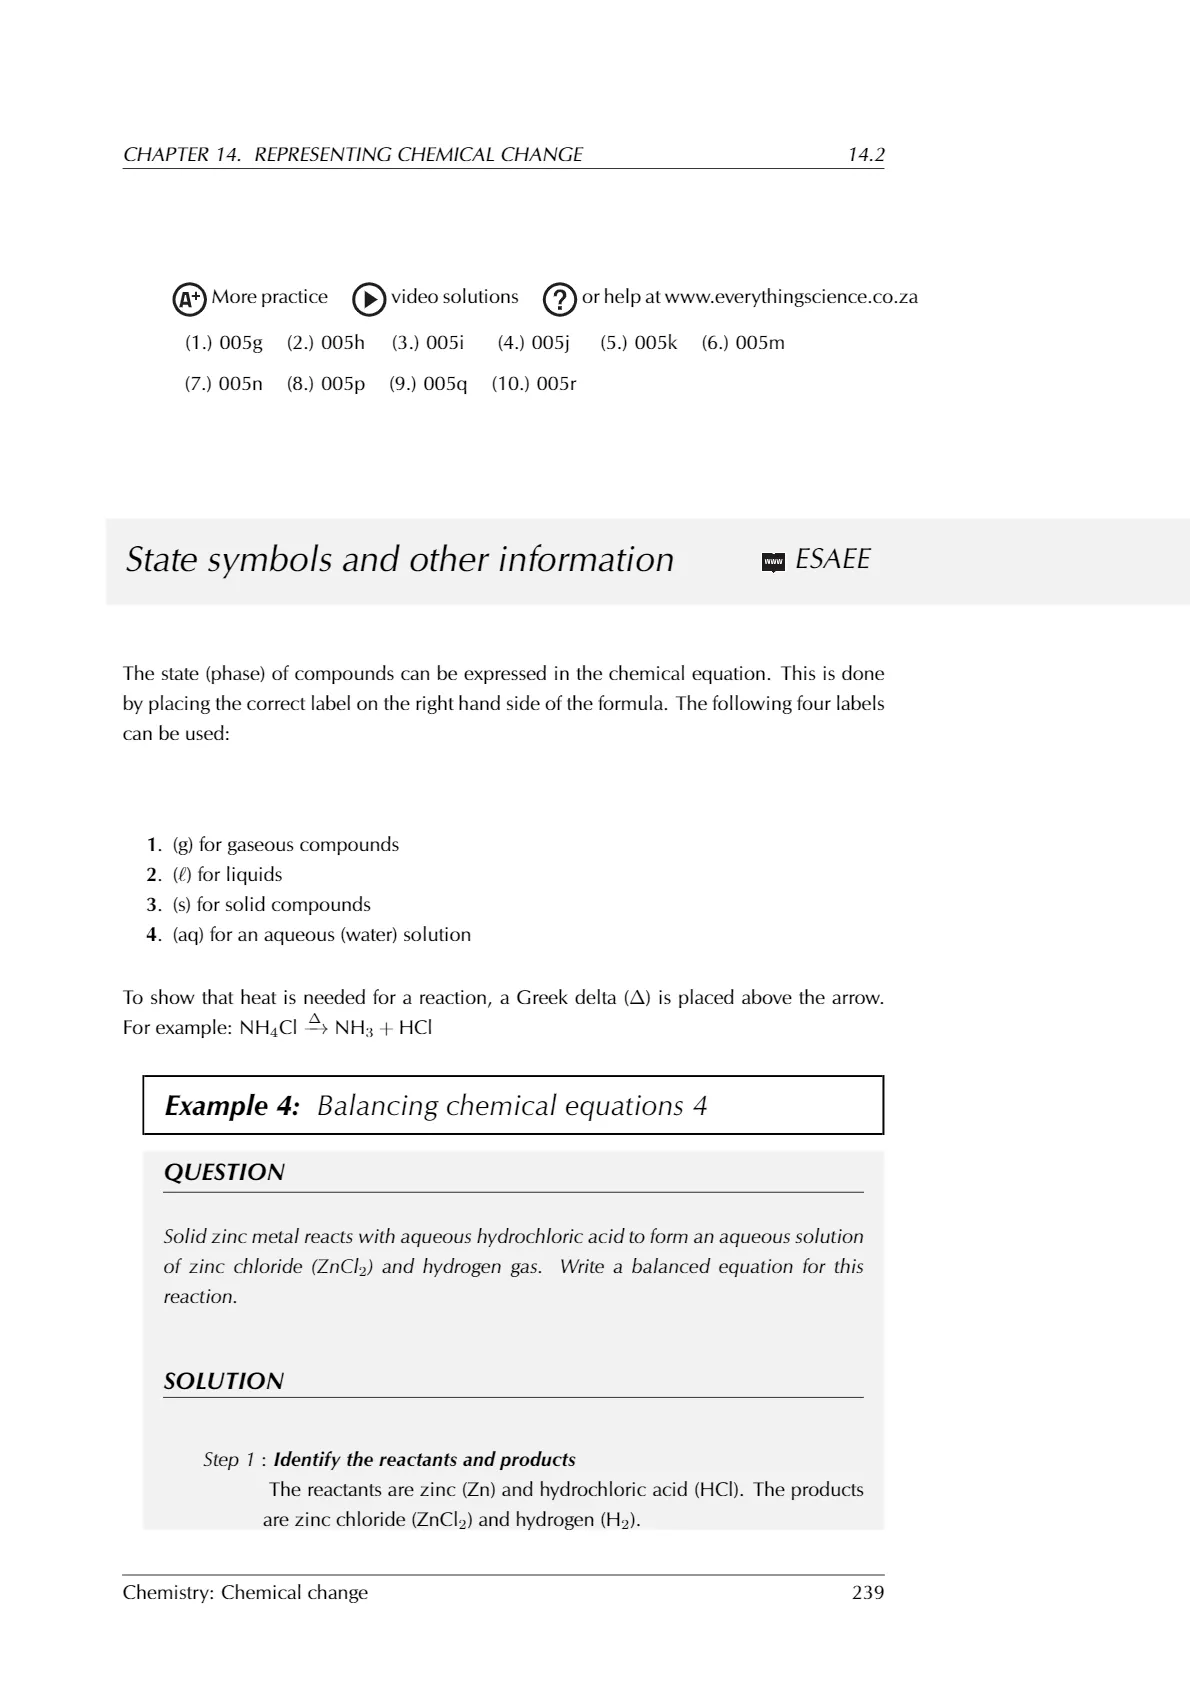 CHAPTER 14. REPRESENTING CHEMICAL CHANGE 14.2
A+ More practice video solutions ? or help at www.everythingscience.co.za
(1.) 005g (2.) 005h (3.) 005i (4.) 005j (5.) 005k (6.) 005m
(7.) 005n (8.) 005p (9.) 005q (10.) 005r
State symbols and other information www ESAEE
The state (phase) of compounds can be expressed in the chemical equation. This is done
by placing the correct label on the right hand side of the formula. The following four labels
can be used:
1. (g) for gaseous compounds
2. (ℓ) for liquids
3. (s) for solid compounds
4. (aq) for an aqueous (water) solution
To show that heat is needed for a reaction, a Greek delta (Δ) is placed above the arrow.
For example: NH₄Cl \xrightarrow{Δ} NH₃ + HCl
Example 4: Balancing chemical equations 4
QUESTION
Solid zinc metal reacts with aqueous hydrochloric acid to form an aqueous solution
of zinc chloride (ZnCl₂) and hydrogen gas. Write a balanced equation for this
reaction.
SOLUTION
Step 1 : Identify the reactants and products
The reactants are zinc (Zn) and hydrochloric acid (HCl). The products
are zinc chloride (ZnCl₂) and hydrogen (H₂).
Chemistry: Chemical change 239